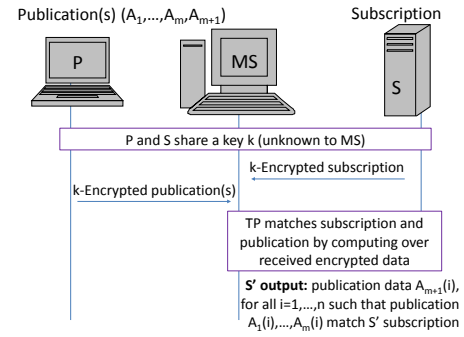 Publication(s) (A1,…,Am,Am+1)
Subscription
P
MS
S
P and S share a key k (unknown to MS)
k-Encrypted subscription
k-Encrypted publication(s)
TP matches subscription and
publication by computing over
received encrypted data
S' output: publication data Am+1(i),
for all i=1,…,n such that publication
A1(i),…,Am(i) match S' subscription